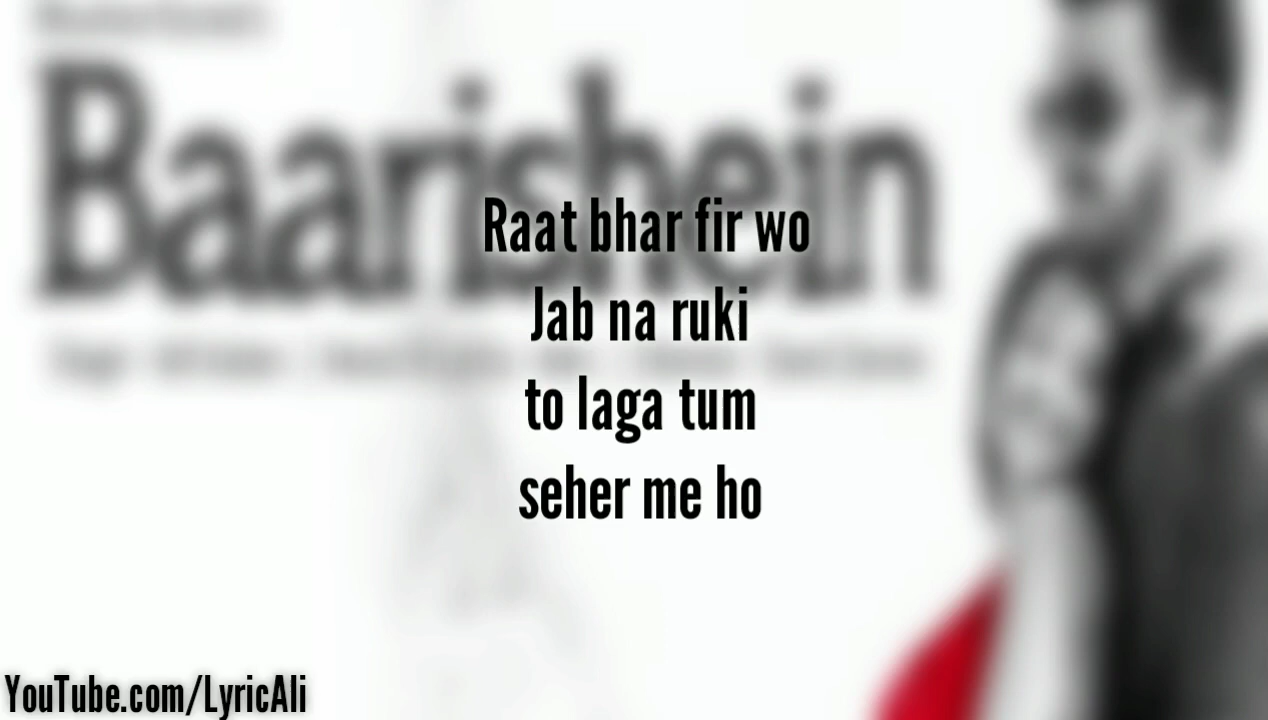 Baarishein
Raat bhar fir wo
Jab na ruki
to laga tum
seher me ho
YouTube.com/LyricAli